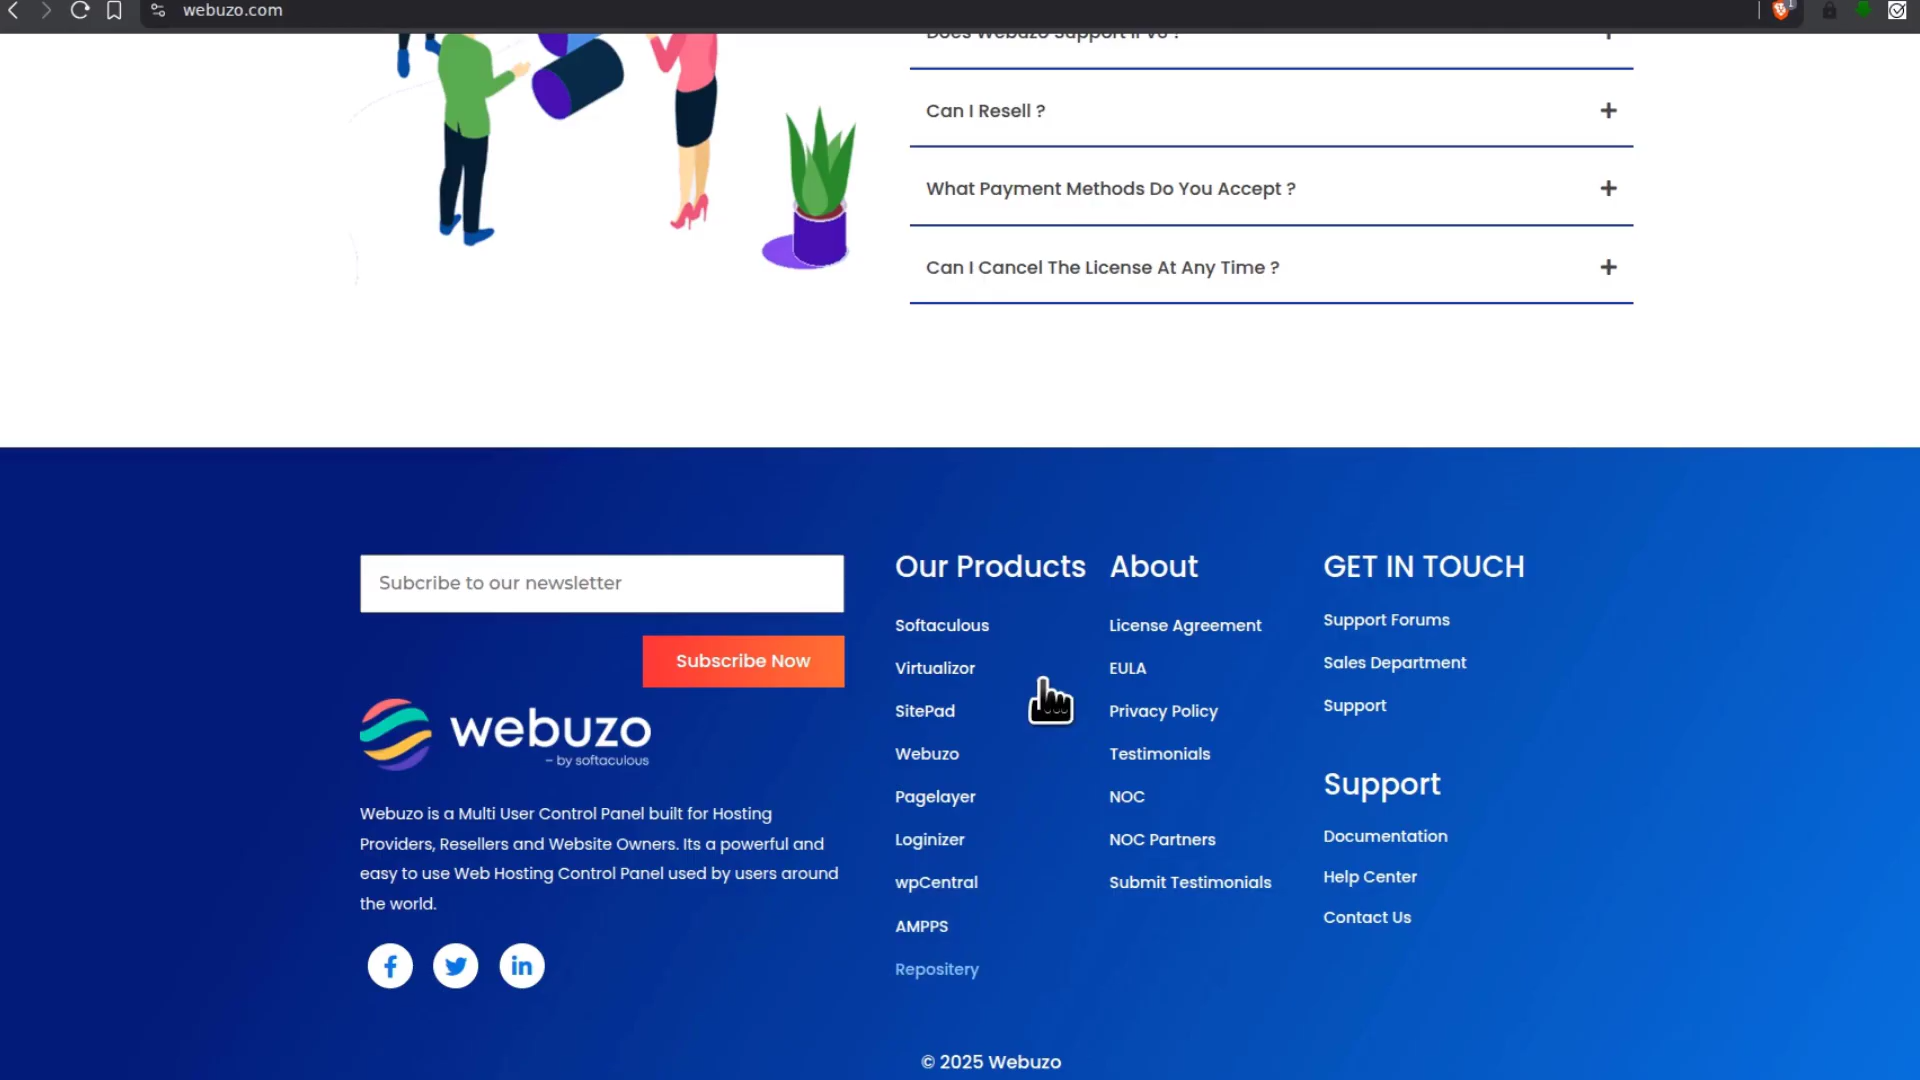 webuzo.com
Does Webuzo Support IPv6 ?
Can I Resell ?
What Payment Methods Do You Accept ?
Can I Cancel The License At Any Time ?
Subcribe to our newsletter
Subscribe Now
webuzo
- by softaculous
Webuzo is a Multi User Control Panel built for Hosting
Providers, Resellers and Website Owners. Its a powerful and
easy to use Web Hosting Control Panel used by users around
the world.
Our Products
Softaculous
Virtualizor
SitePad
Webuzo
Pagelayer
Loginizer
wpCentral
AMPPS
Repositery
About
License Agreement
EULA
Privacy Policy
Testimonials
NOC
NOC Partners
Submit Testimonials
GET IN TOUCH
Support Forums
Sales Department
Support
Support
Documentation
Help Center
Contact Us
© 2025 Webuzo